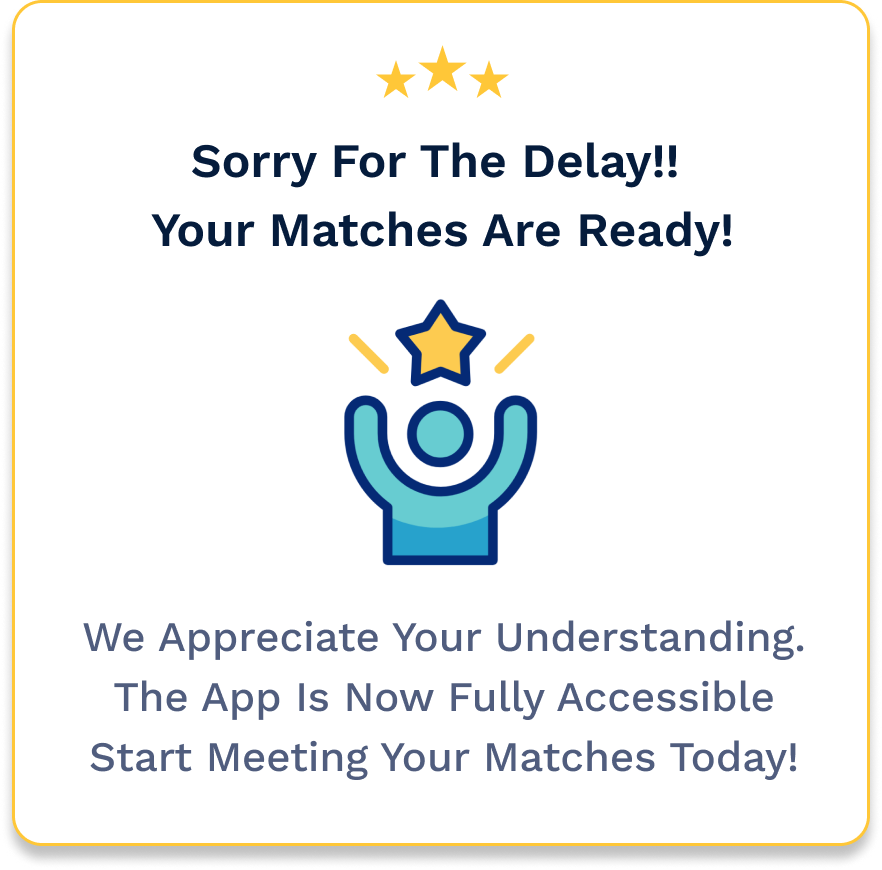 Sorry For The Delay!!
Your Matches Are Ready!
We Appreciate Your Understanding.
The App Is Now Fully Accessible
Start Meeting Your Matches Today!